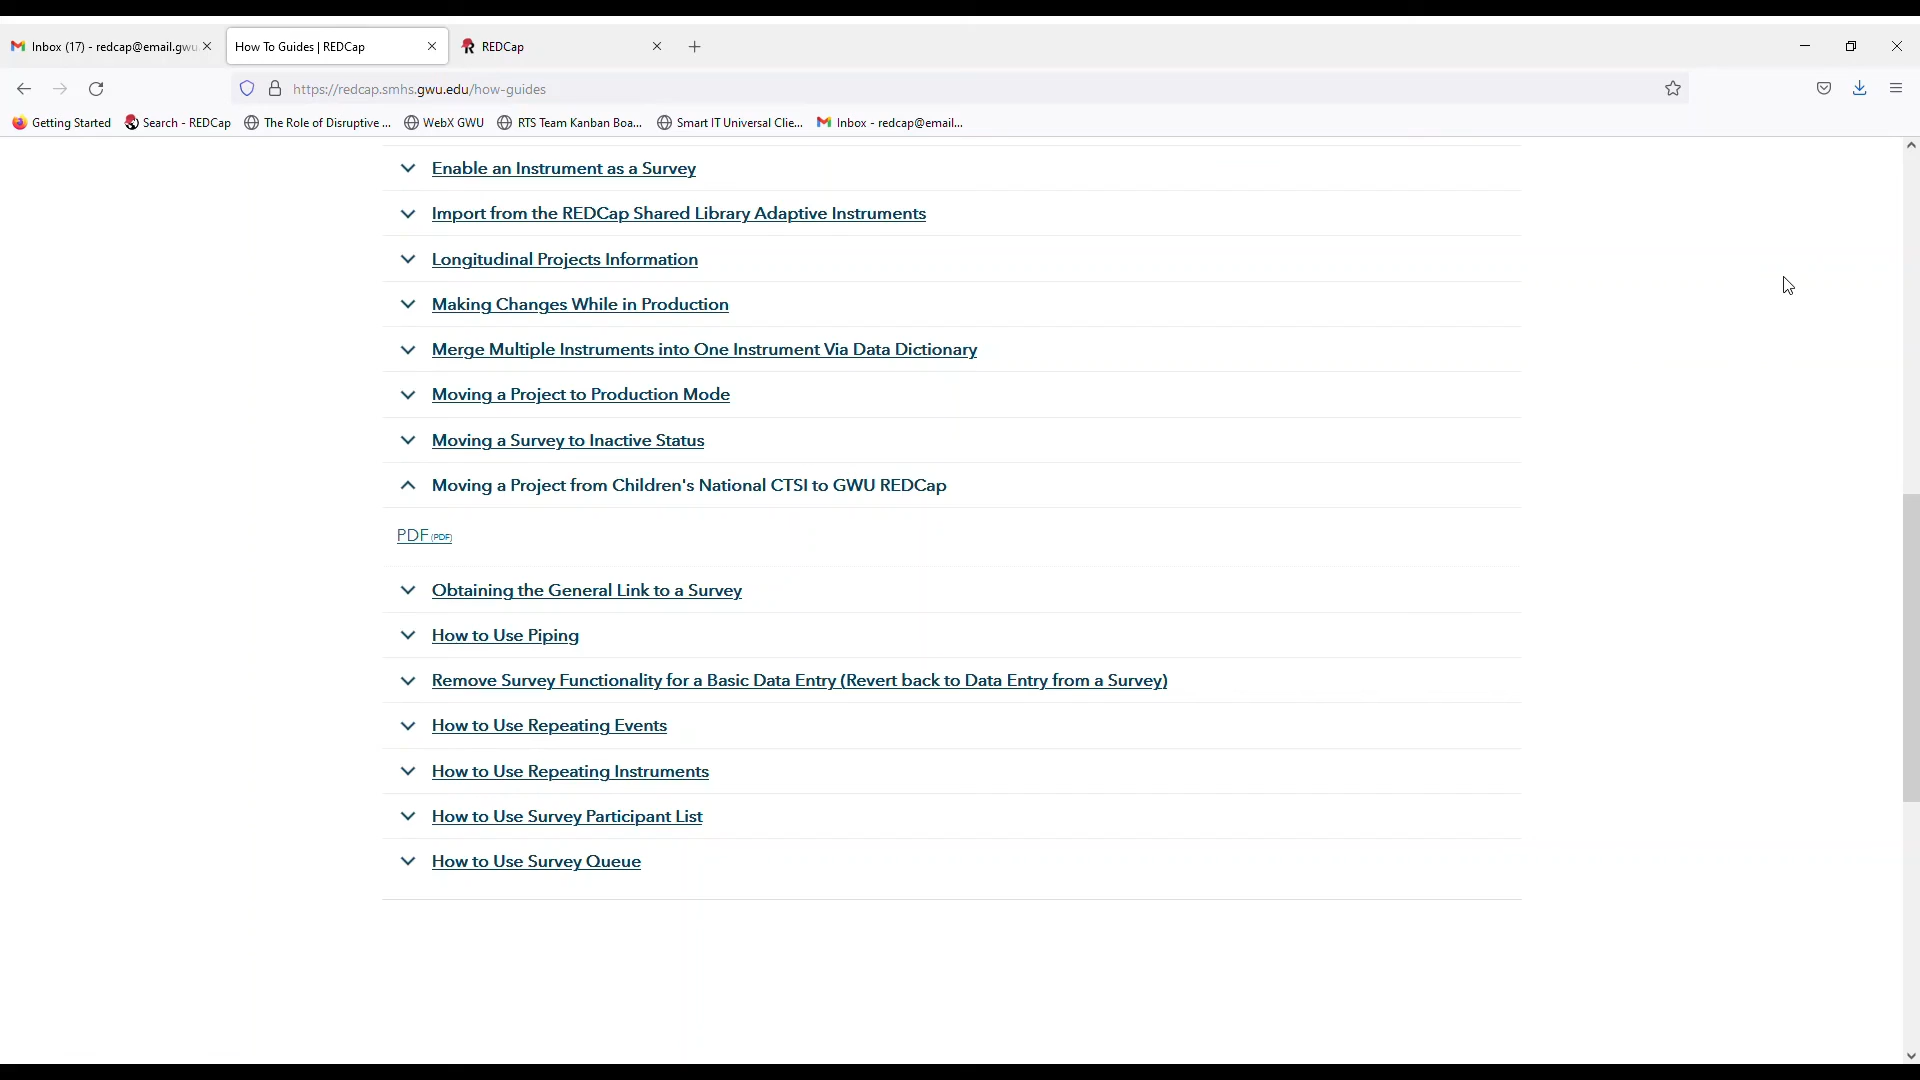 Inbox (17) - redcap@email.gwu.
How To Guides | REDCap
REDCap
https://redcap.smhs.gwu.edu/how-guides
Getting Started
Search - REDCap
The Role of Disruptive ...
WebX GWU
RTS Team Kanban Boa...
Smart IT Universal Clie...
Inbox - redcap@email...
Enable an Instrument as a Survey
Import from the REDCap Shared Library Adaptive Instruments
Longitudinal Projects Information
Making Changes While in Production
Merge Multiple Instruments into One Instrument Via Data Dictionary
Moving a Project to Production Mode
Moving a Survey to Inactive Status
Moving a Project from Children's National CTSI to GWU REDCap
PDF (PDF)
Obtaining the General Link to a Survey
How to Use Piping
Remove Survey Functionality for a Basic Data Entry (Revert back to Data Entry from a Survey)
How to Use Repeating Events
How to Use Repeating Instruments
How to Use Survey Participant List
How to Use Survey Queue